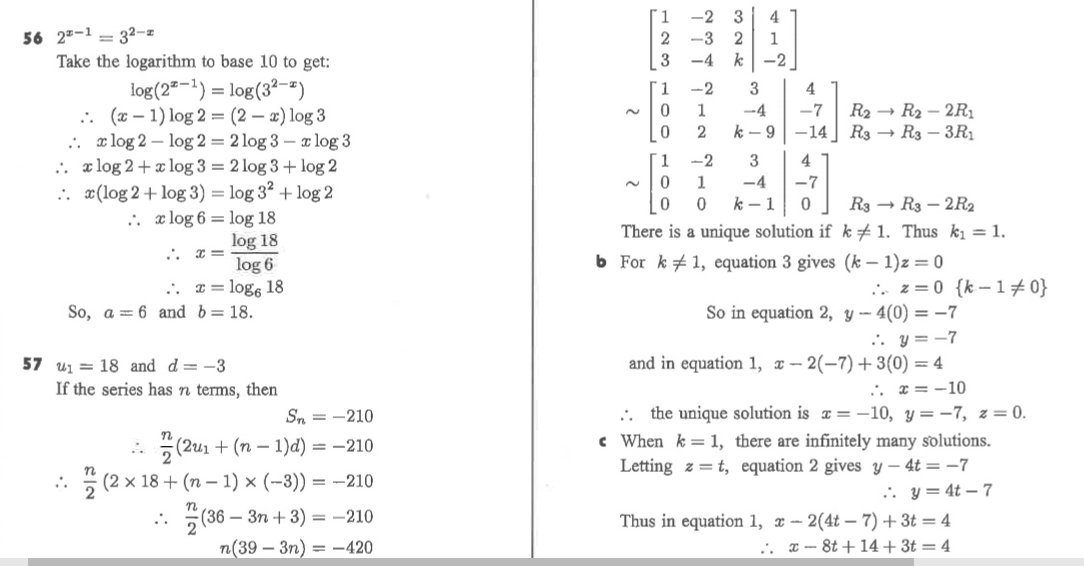 56 2^{x−1} = 3^{2−x}
Take the logarithm to base 10 to get:
log(2^{x−1}) = log(3^{2−x})
∴ (x − 1) log 2 = (2 − x) log 3
∴ x log 2 − log 2 = 2 log 3 − x log 3
∴ x log 2 + x log 3 = 2 log 3 + log 2
∴ x(log 2 + log 3) = log 3² + log 2
∴ x log 6 = log 18
∴ x = log 18 / log 6
∴ x = log₆ 18
So, a = 6 and b = 18.
57 u₁ = 18 and d = −3
If the series has n terms, then
Sₙ = −210
∴ n/2 (2u₁ + (n − 1)d) = −210
∴ n/2 (2 × 18 + (n − 1) × (−3)) = −210
∴ n/2 (36 − 3n + 3) = −210
n(39 − 3n) = −420
[1 −2 3 | 4]
[2 −3 2 | 1]
[3 −4 k | −2]
[1 −2 3 | 4]
~ [0 1 −4 | −7] R₂ → R₂ − 2R₁
[0 2 k − 9 | −14] R₃ → R₃ − 3R₁
[1 −2 3 | 4]
~ [0 1 −4 | −7]
[0 0 k − 1 | 0] R₃ → R₃ − 2R₂
There is a unique solution if k ≠ 1. Thus k₁ = 1.
b For k ≠ 1, equation 3 gives (k − 1)z = 0
∴ z = 0 {k − 1 ≠ 0}
So in equation 2, y − 4(0) = −7
∴ y = −7
and in equation 1, x − 2(−7) + 3(0) = 4
∴ x = −10
∴ the unique solution is x = −10, y = −7, z = 0.
c When k = 1, there are infinitely many solutions.
Letting z = t, equation 2 gives y − 4t = −7
∴ y = 4t − 7
Thus in equation 1, x − 2(4t − 7) + 3t = 4
∴ x − 8t + 14 + 3t = 4